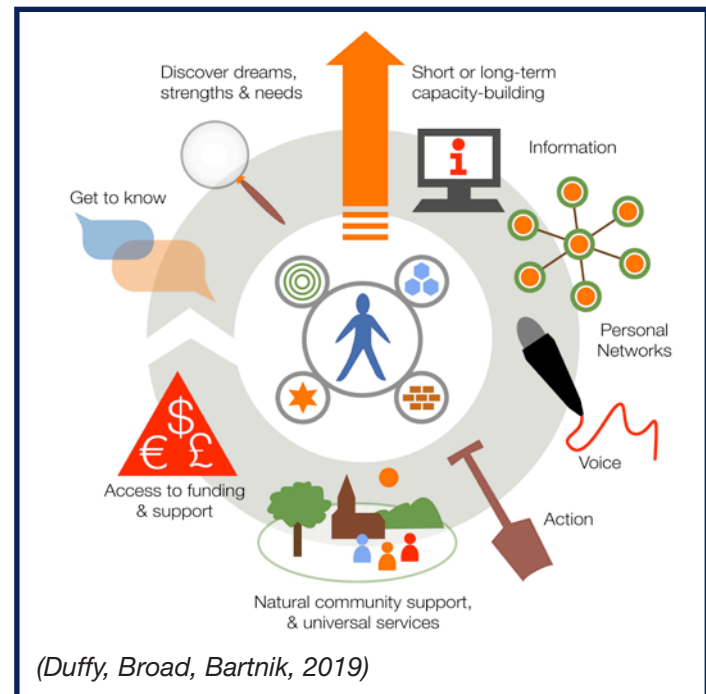 Discover dreams,
strengths & needs
Short or long-term
capacity-building
Information
Get to know
Personal
Networks
$
€ £
Voice
Access to funding
& support
Action
Natural community support,
& universal services
(Duffy, Broad, Bartnik, 2019)